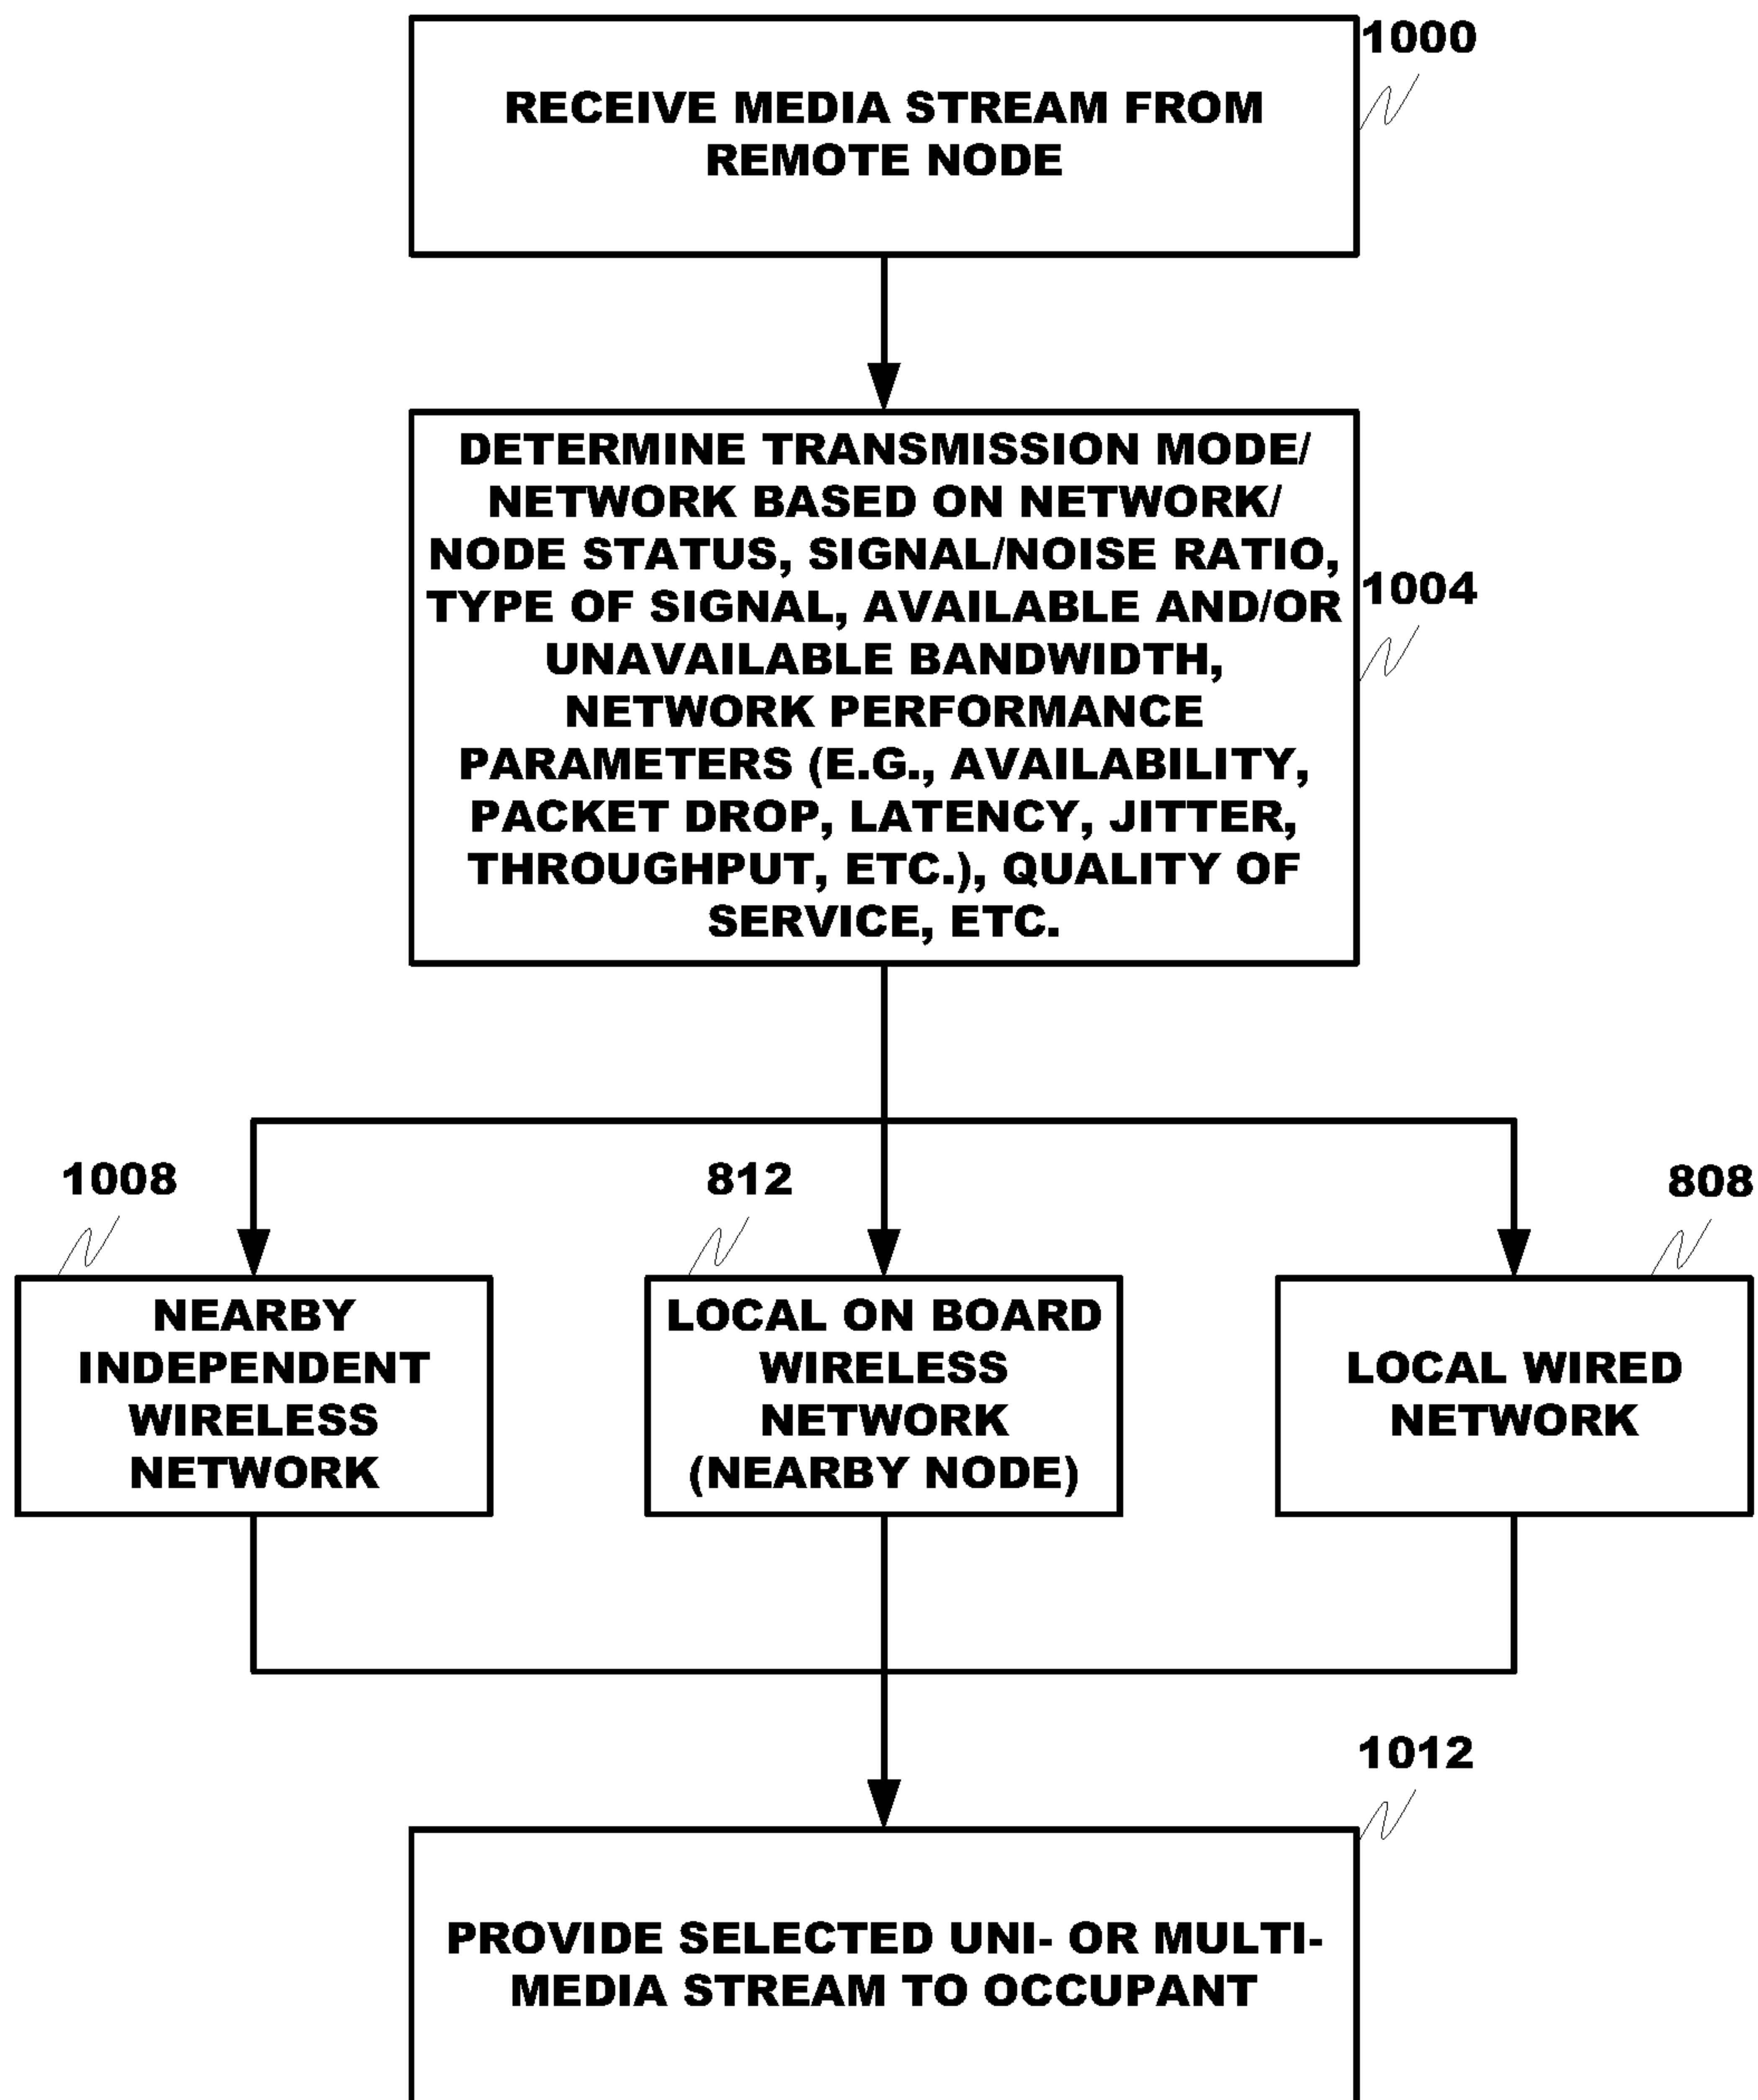 1000
RECEIVE MEDIA STREAM FROM
REMOTE NODE
DETERMINE TRANSMISSION MODE/
NETWORK BASED ON NETWORK/
NODE STATUS, SIGNAL/NOISE RATIO,
TYPE OF SIGNAL, AVAILABLE AND/OR
UNAVAILABLE BANDWIDTH,
NETWORK PERFORMANCE
PARAMETERS (E.G., AVAILABILITY,
PACKET DROP, LATENCY, JITTER,
THROUGHPUT, ETC.), QUALITY OF
SERVICE, ETC.
1004
1008
NEARBY
INDEPENDENT
WIRELESS
NETWORK
812
LOCAL ON BOARD
WIRELESS
NETWORK
(NEARBY NODE)
808
LOCAL WIRED
NETWORK
1012
PROVIDE SELECTED UNI- OR MULTI-
MEDIA STREAM TO OCCUPANT